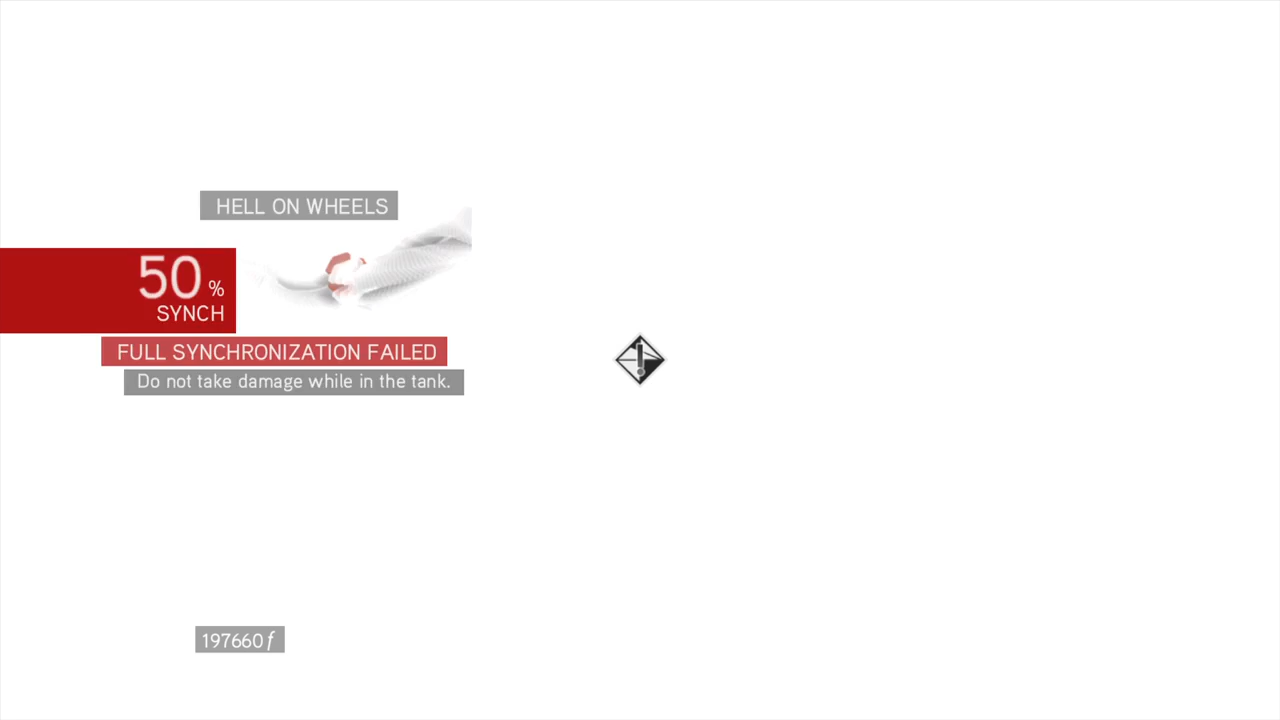 HELL ON WHEELS
50 %
SYNCH
FULL SYNCHRONIZATION FAILED
Do not take damage while in the tank.
197660 ƒ